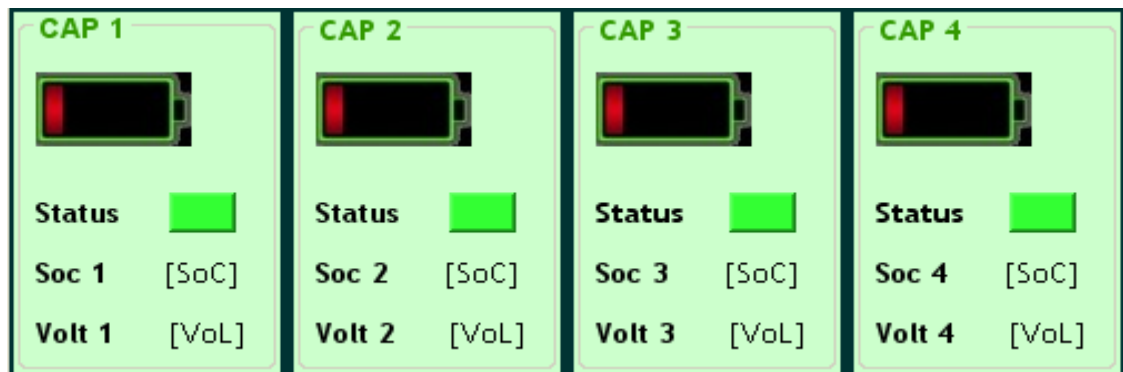 CAP 1
Status
Soc 1 [SoC]
Volt 1 [VoL]
CAP 2
Status
Soc 2 [SoC]
Volt 2 [VoL]
CAP 3
Status
Soc 3 [SoC]
Volt 3 [VoL]
CAP 4
Status
Soc 4 [SoC]
Volt 4 [VoL]